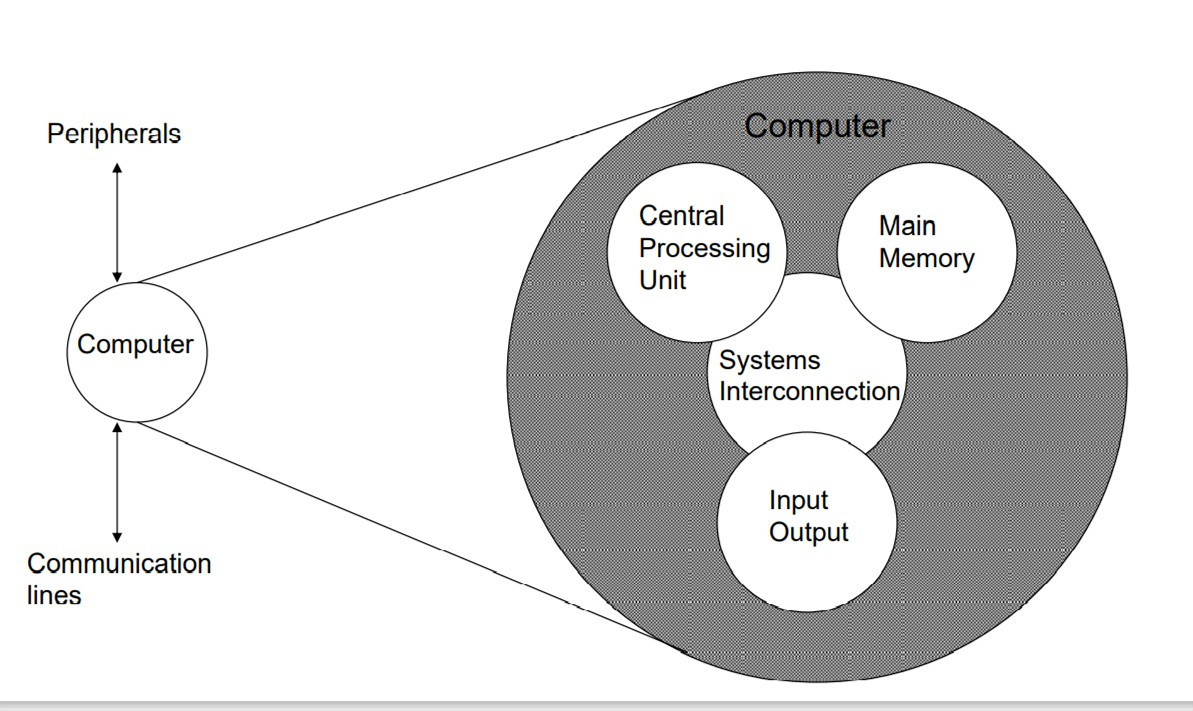 Peripherals
Computer
Communication
lines
Computer
Central
Processing
Unit
Main
Memory
Systems
Interconnection
Input
Output